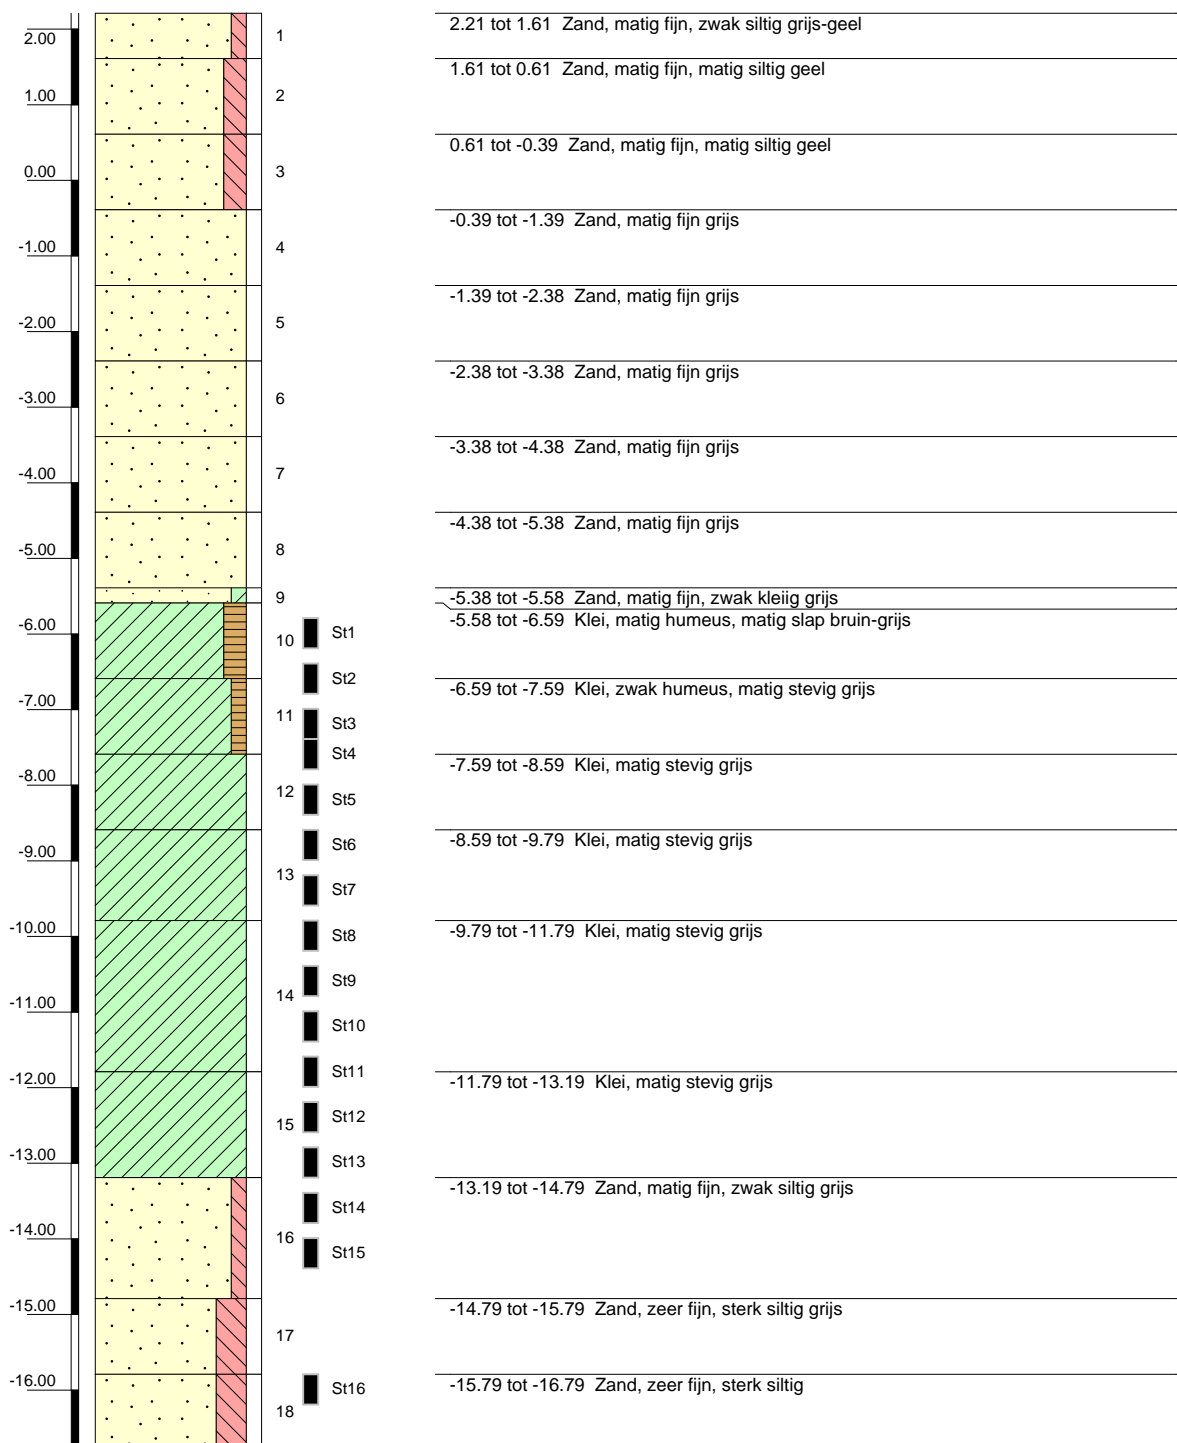 2.21 tot 1.61 Zand, matig fijn, zwak siltig grijs-geel
2.00
1
1.61 tot 0.61 Zand, matig fijn, matig siltig geel
1.00
2
0.61 tot -0.39 Zand, matig fijn, matig siltig geel
0.00
3
-0.39 tot -1.39 Zand, matig fijn grijs
-1.00
4
-1.39 tot -2.38 Zand, matig fijn grijs
-2.00
5
-2.38 tot -3.38 Zand, matig fijn grijs
-3.00
6
-3.38 tot -4.38 Zand, matig fijn grijs
-4.00
7
-4.38 tot -5.38 Zand, matig fijn grijs
-5.00
8
9
-5.38 tot -5.58 Zand, matig fijn, zwak kleiig grijs
-5.58 tot -6.59 Klei, matig humeus, matig slap bruin-grijs
-6.00
10
St1
St2
-6.59 tot -7.59 Klei, zwak humeus, matig stevig grijs
-7.00
11
St3
St4
-7.59 tot -8.59 Klei, matig stevig grijs
-8.00
12
St5
-8.59 tot -9.79 Klei, matig stevig grijs
St6
-9.00
13
St7
-9.79 tot -11.79 Klei, matig stevig grijs
-10.00
St8
St9
14
-11.00
St10
St11
-11.79 tot -13.19 Klei, matig stevig grijs
-12.00
St12
15
-13.00
St13
-13.19 tot -14.79 Zand, matig fijn, zwak siltig grijs
St14
-14.00
16
St15
-15.00
-14.79 tot -15.79 Zand, zeer fijn, sterk siltig grijs
17
-16.00
St16
-15.79 tot -16.79 Zand, zeer fijn, sterk siltig
18